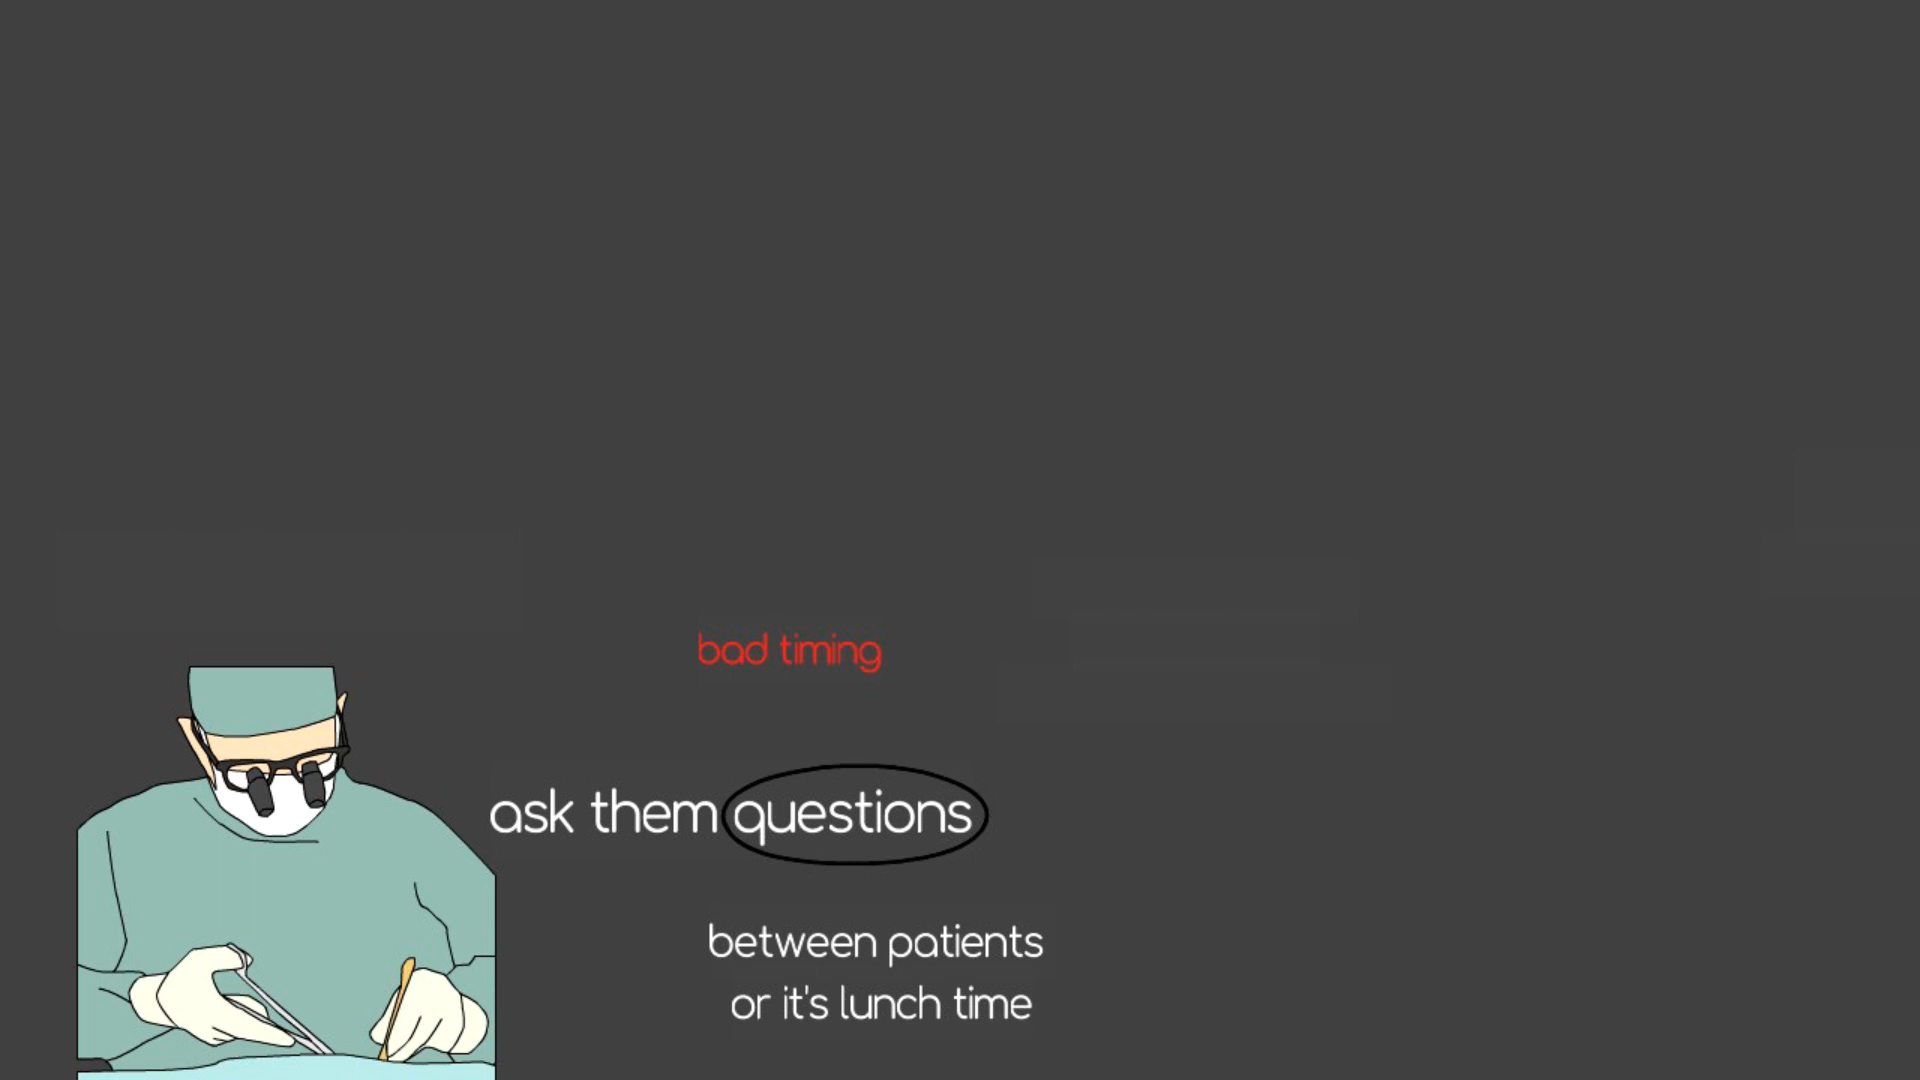 bad timing
ask them questions
between patients
or it's lunch time